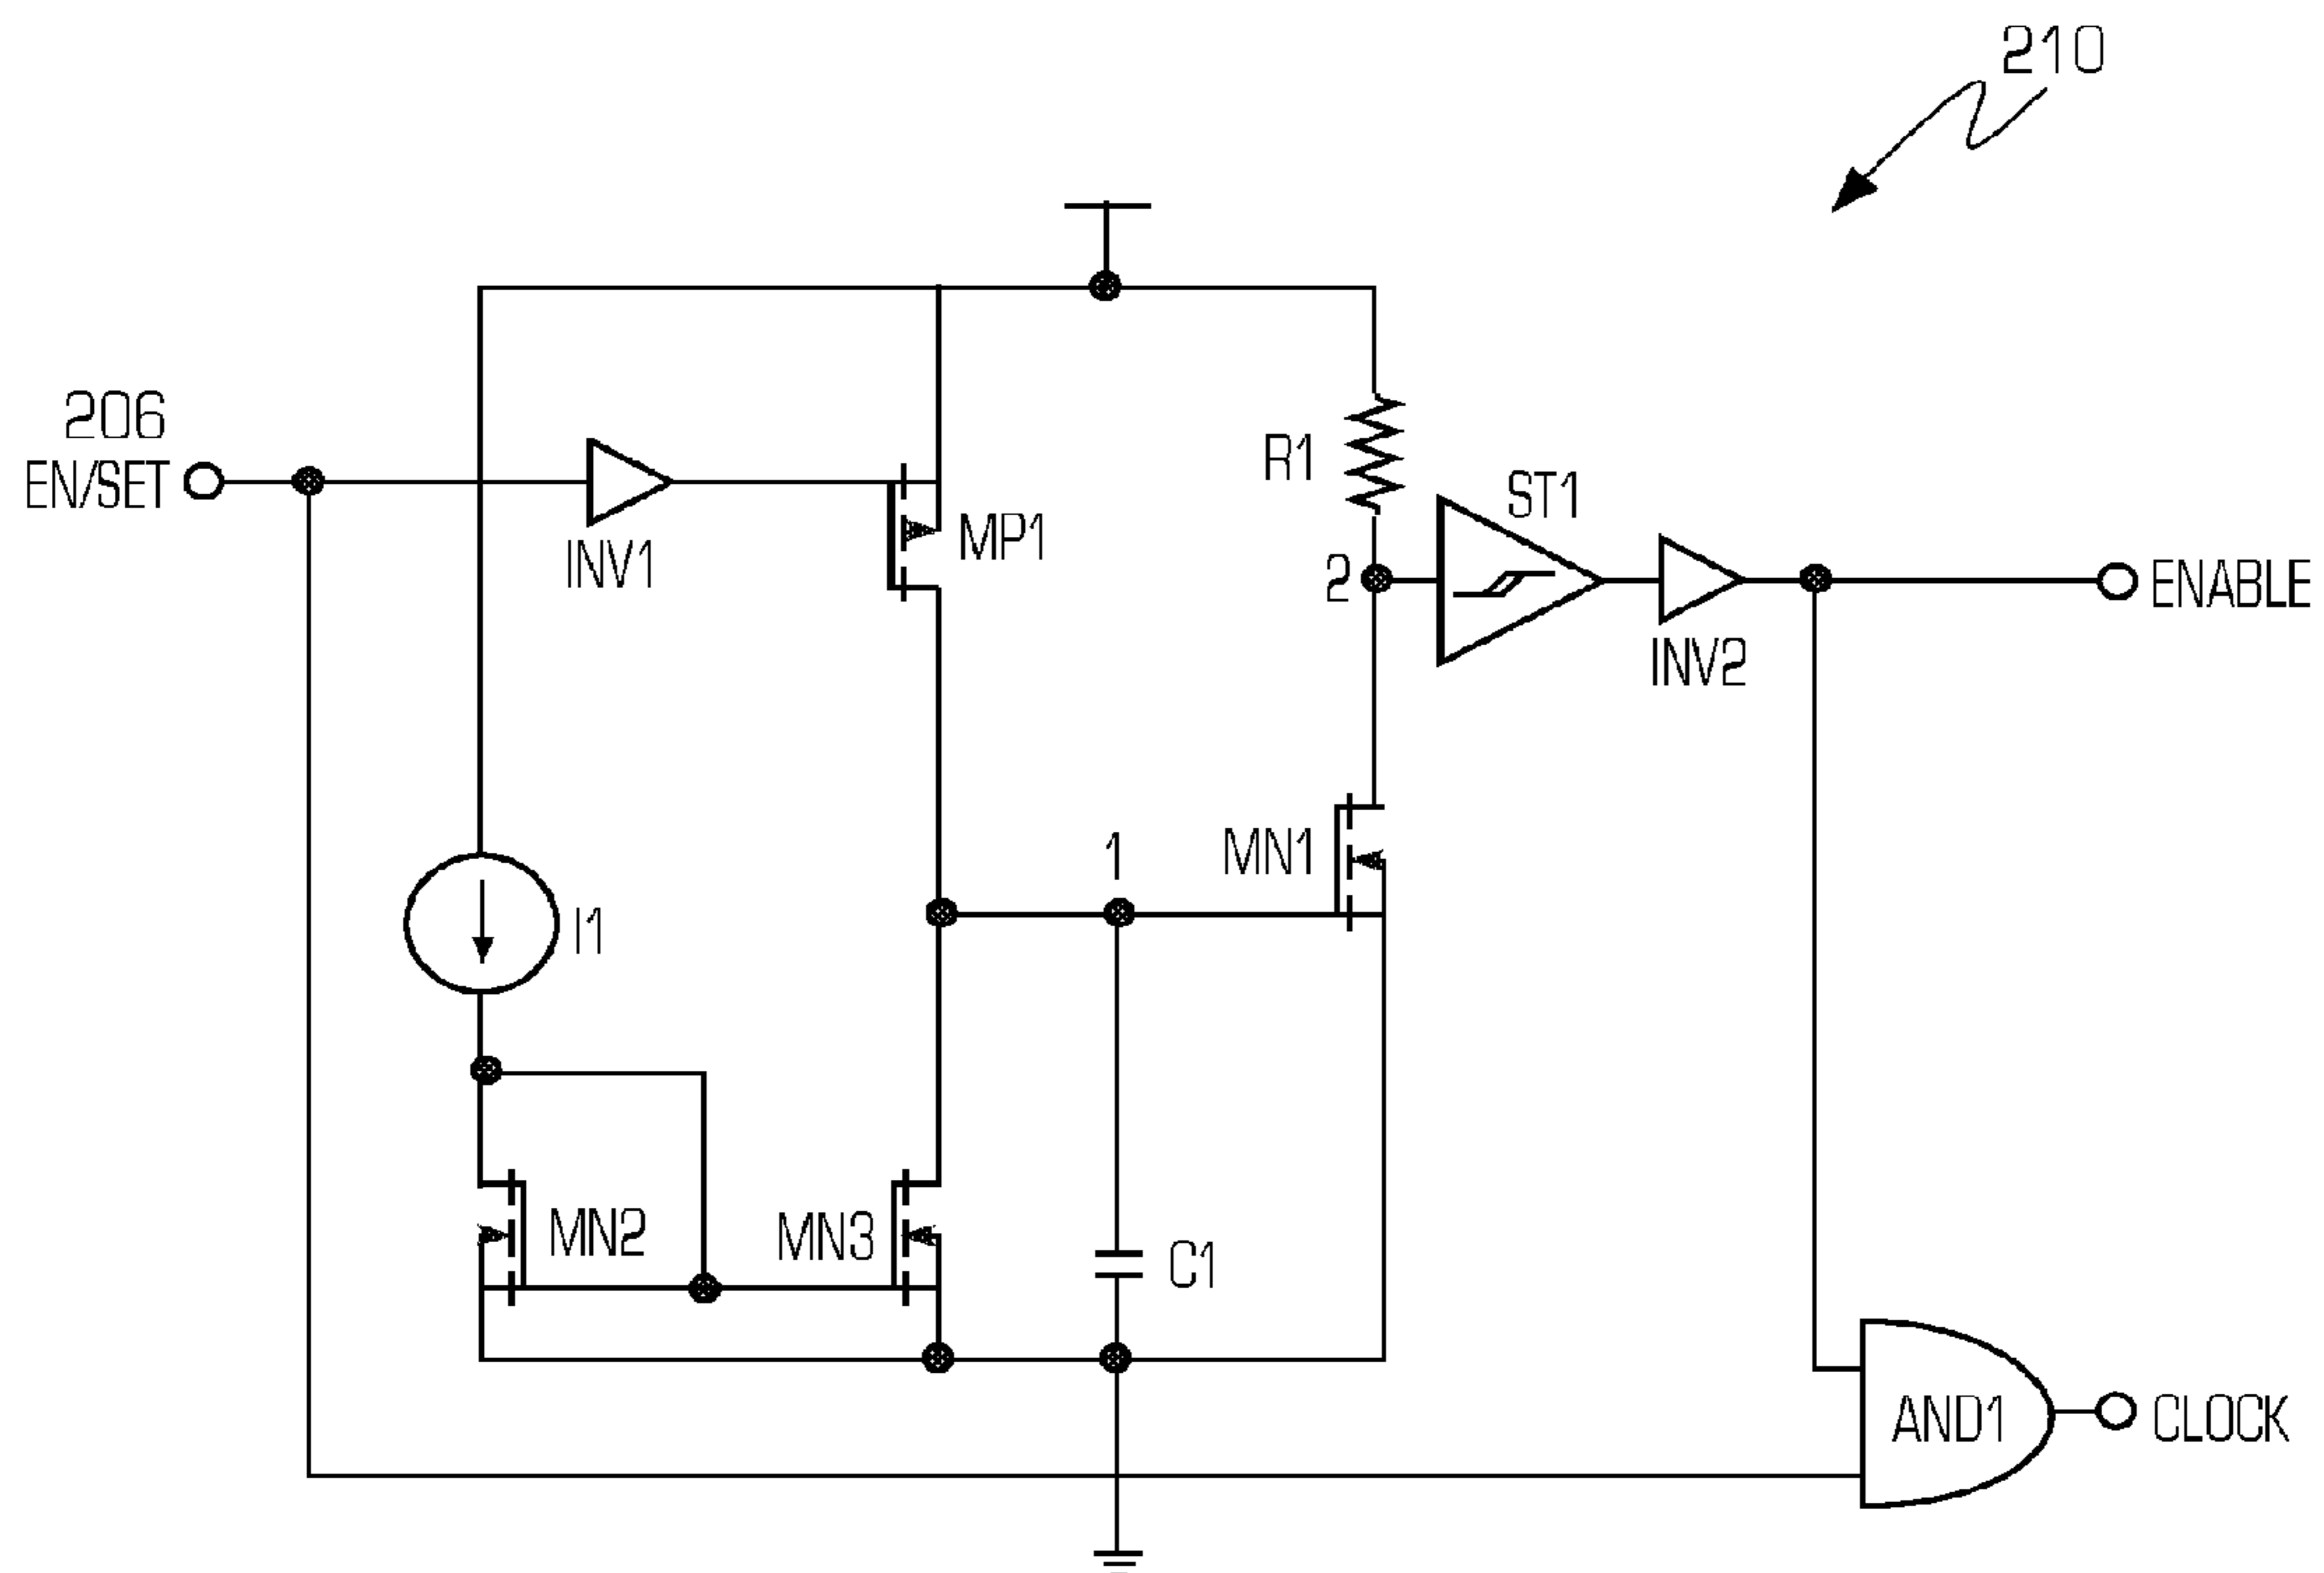 210
206
EN/SET
INV1
MP1
R1
ST1
2
INV2
ENABLE
I1
1
MN1
MN2
MN3
C1
AND1
CLOCK